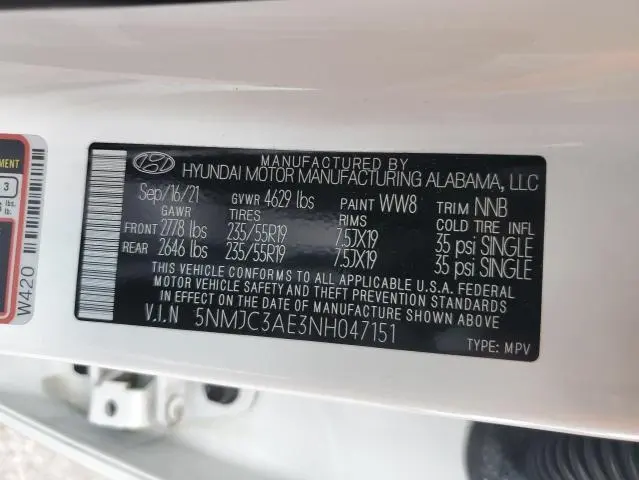 MANUFACTURED BY
HYUNDAI MOTOR MANUFACTURING ALABAMA, LLC
Sep/16/21 GVWR 4629 lbs PAINT WW8 TRIM NNB
GAWR TIRES RIMS COLD TIRE INFL
FRONT 2778 lbs 235/55R19 7.5JX19 35 psi SINGLE
REAR 2646 lbs 235/55R19 7.5JX19 35 psi SINGLE
THIS VEHICLE CONFORMS TO ALL APPLICABLE U.S.A. FEDERAL
MOTOR VEHICLE SAFETY AND THEFT PREVENTION STANDARDS
IN EFFECT ON THE DATE OF MANUFACTURE SHOWN ABOVE
V.I.N 5NMJC3AE3NH047151
TYPE: MPV
MENT
3
lbs.
W420